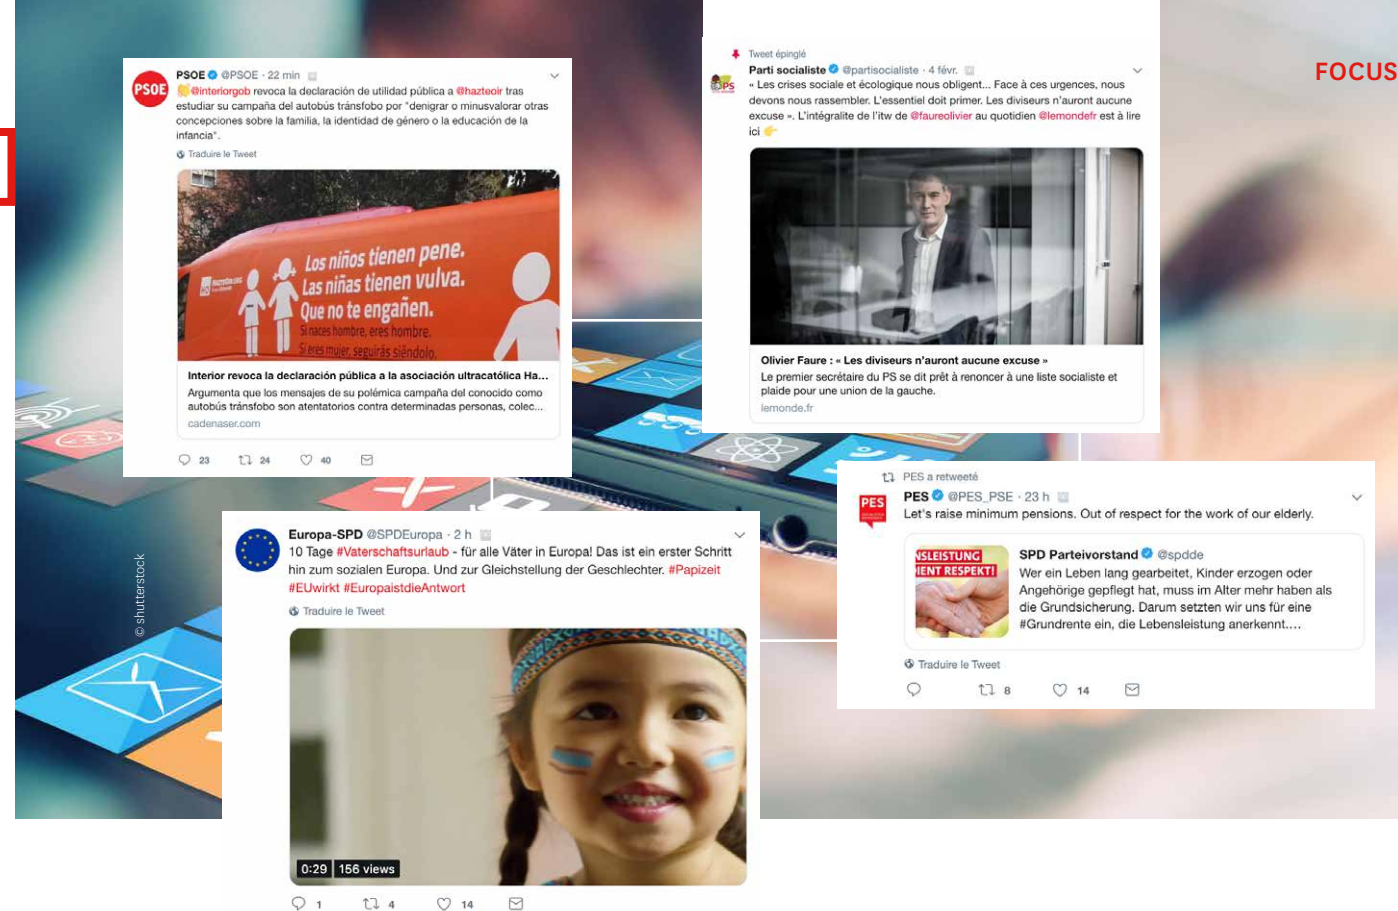 FOCUS
PSOE @PSOE · 22 min
@interiorgob revoca la declaración de utilidad pública a @hazteoir tras
estudiar su campaña del autobús tránsfobo por "denigrar o minusvalorar otras
concepciones sobre la familia, la identidad de género o la educación de la
infancia".
Traduire le Tweet
PSOE
HAZTEOIR.ORG
Los niños tienen pene.
Las niñas tienen vulva.
Que no te engañen.
Si naces hombre, eres hombre.
Si eres mujer, seguirás siéndolo.
Interior revoca la declaración pública a la asociación ultracatólica Ha...
Argumenta que los mensajes de su polémica campaña del conocido como
autobús tránsfobo son atentatorios contra determinadas personas, colec...
cadenaser.com
23 24 40
Tweet épinglé
Parti socialiste @partisocialiste · 4 févr.
« Les crises sociale et écologique nous obligent... Face à ces urgences, nous
devons nous rassembler. L'essentiel doit primer. Les diviseurs n'auront aucune
excuse ». L'intégralite de l'itw de @faureolivier au quotidien @lemondefr est à lire
ici
PS
Olivier Faure : « Les diviseurs n'auront aucune excuse »
Le premier secrétaire du PS se dit prêt à renoncer à une liste socialiste et
plaide pour une union de la gauche.
lemonde.fr
Europa-SPD @SPDEuropa · 2 h
10 Tage #Vaterschaftsurlaub - für alle Väter in Europa! Das ist ein erster Schritt
hin zum sozialen Europa. Und zur Gleichstellung der Geschlechter. #Papizeit
#EUwirkt #EuropaistdieAntwort
Traduire le Tweet
0:29 156 views
1 4 14
PES a retweeté
PES @PES_PSE · 23 h
Let's raise minimum pensions. Out of respect for the work of our elderly.
PES
NSLEISTUNG
IENT RESPEKT!
SPD Parteivorstand @spdde
Wer ein Leben lang gearbeitet, Kinder erzogen oder
Angehörige gepflegt hat, muss im Alter mehr haben als
die Grundsicherung. Darum setzten wir uns für eine
#Grundrente ein, die Lebensleistung anerkennt....
Traduire le Tweet
8 14
© shutterstock